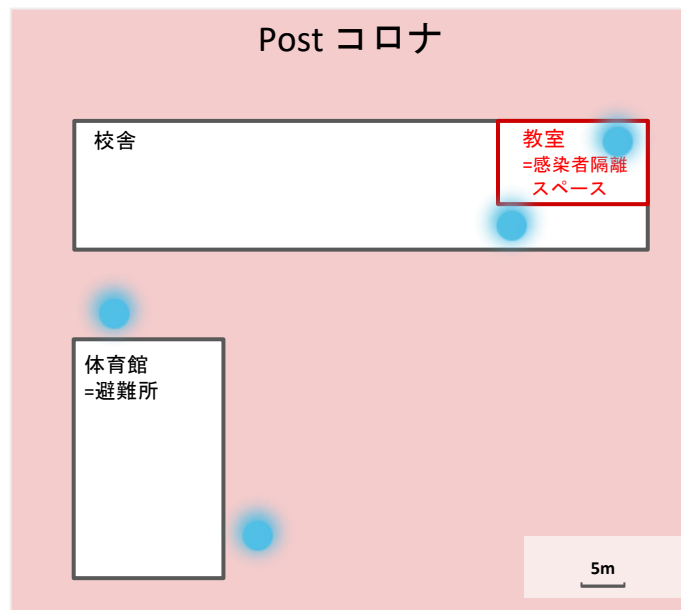 Post コロナ
校舎
教室
=感染者隔離
スペース
体育館
=避難所
5m